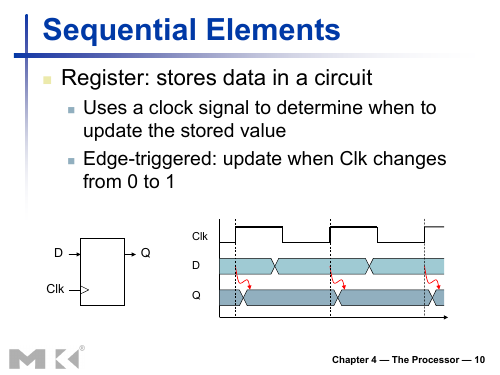 Sequential Elements
Register: stores data in a circuit
Uses a clock signal to determine when to
update the stored value
Edge-triggered: update when Clk changes
from 0 to 1
D
Q
Clk
Clk
D
Q
MK®
Chapter 4 — The Processor — 10